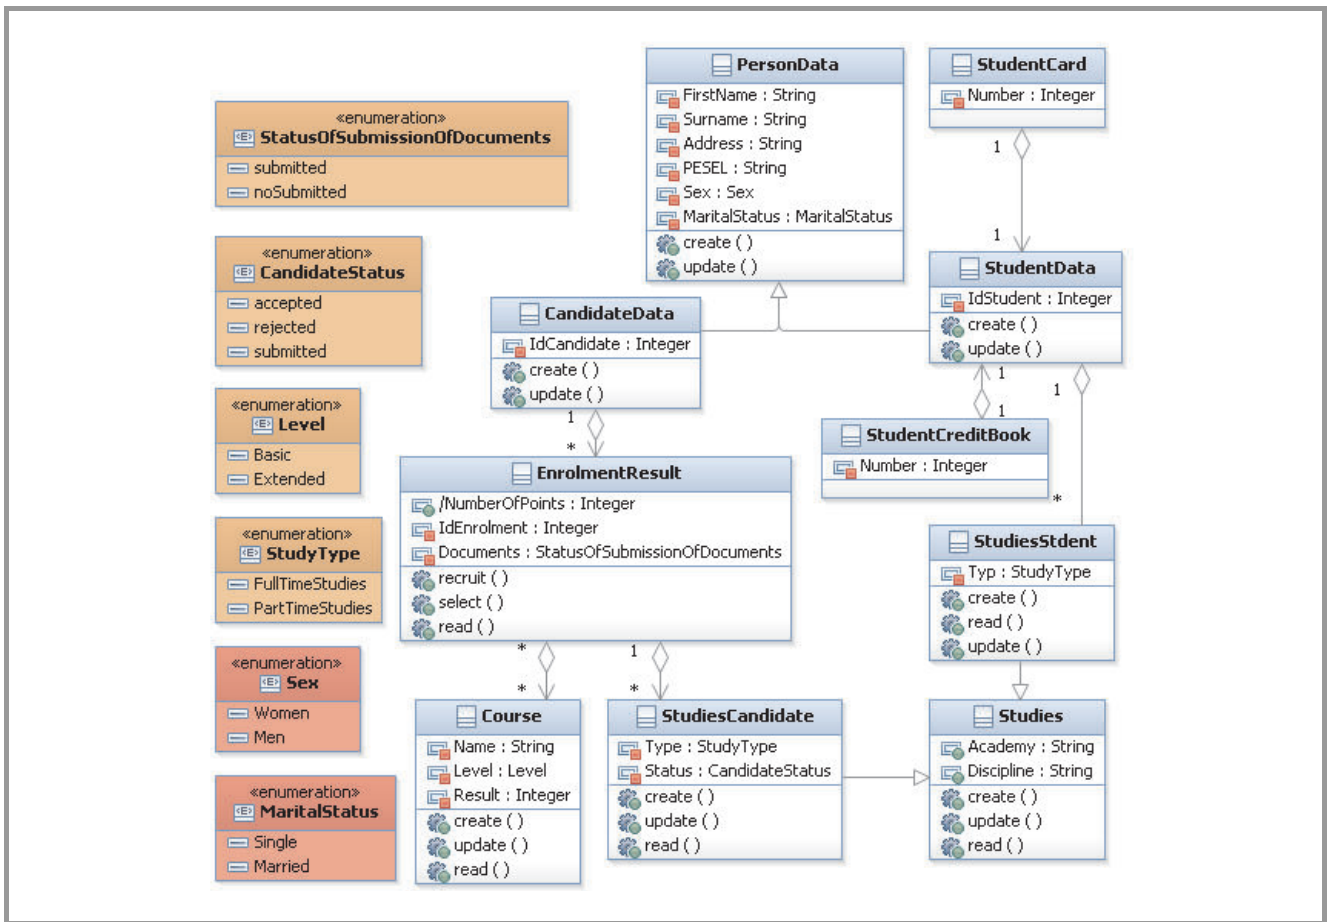 «enumeration»
StatusOfSubmissionOfDocuments
submitted
noSubmitted
«enumeration»
CandidateStatus
accepted
rejected
submitted
«enumeration»
Level
Basic
Extended
«enumeration»
StudyType
FullTimeStudies
PartTimeStudies
«enumeration»
Sex
Women
Men
«enumeration»
MaritalStatus
Single
Married
PersonData
FirstName : String
Surname : String
Address : String
PESEL : String
Sex : Sex
MaritalStatus : MaritalStatus
create ( )
update ( )
StudentCard
Number : Integer
1
1
StudentData
IdStudent : Integer
create ( )
update ( )
CandidateData
IdCandidate : Integer
create ( )
update ( )
1
*
1
1
1
*
StudentCreditBook
Number : Integer
EnrolmentResult
/NumberOfPoints : Integer
IdEnrolment : Integer
Documents : StatusOfSubmissionOfDocuments
recruit ( )
select ( )
read ( )
StudiesStdent
Typ : StudyType
create ( )
read ( )
update ( )
*
*
1
*
Course
Name : String
Level : Level
Result : Integer
create ( )
update ( )
read ( )
StudiesCandidate
Type : StudyType
Status : CandidateStatus
create ( )
update ( )
read ( )
Studies
Academy : String
Discipline : String
create ( )
update ( )
read ( )